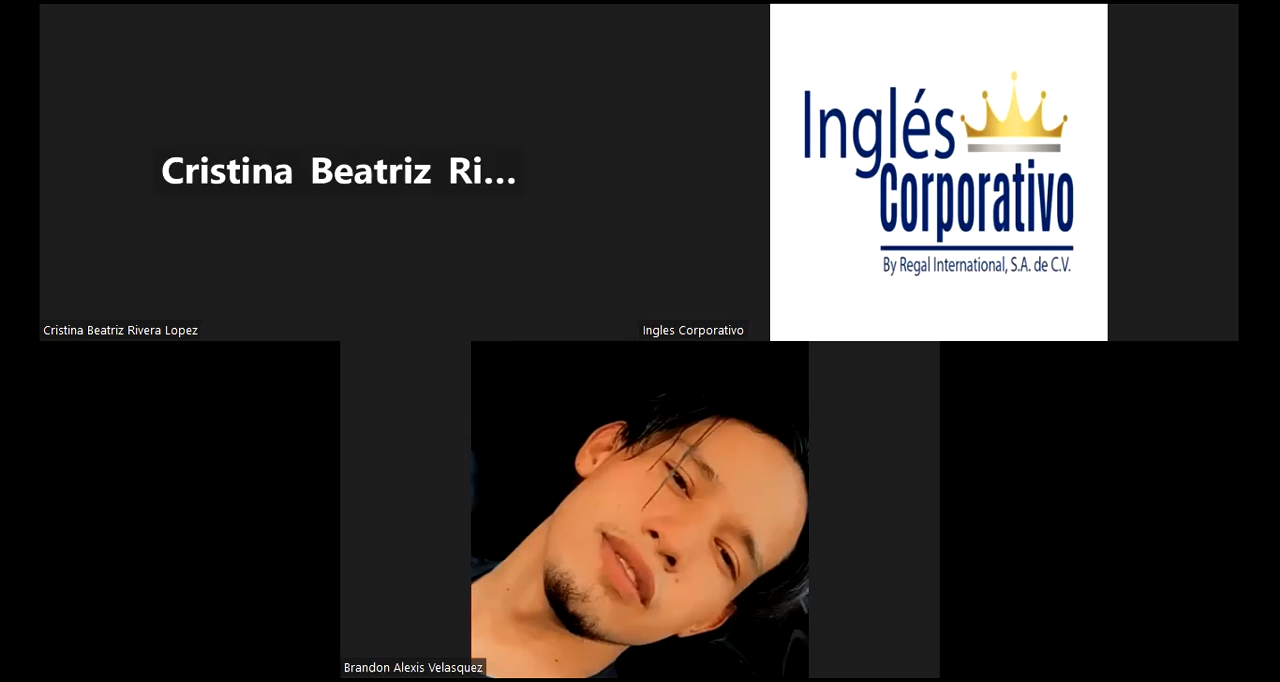 Cristina Beatriz Ri...
Cristina Beatriz Rivera Lopez
Inglés
Corporativo
By Regal International, S.A. de C.V.
Ingles Corporativo
Brandon Alexis Velasquez